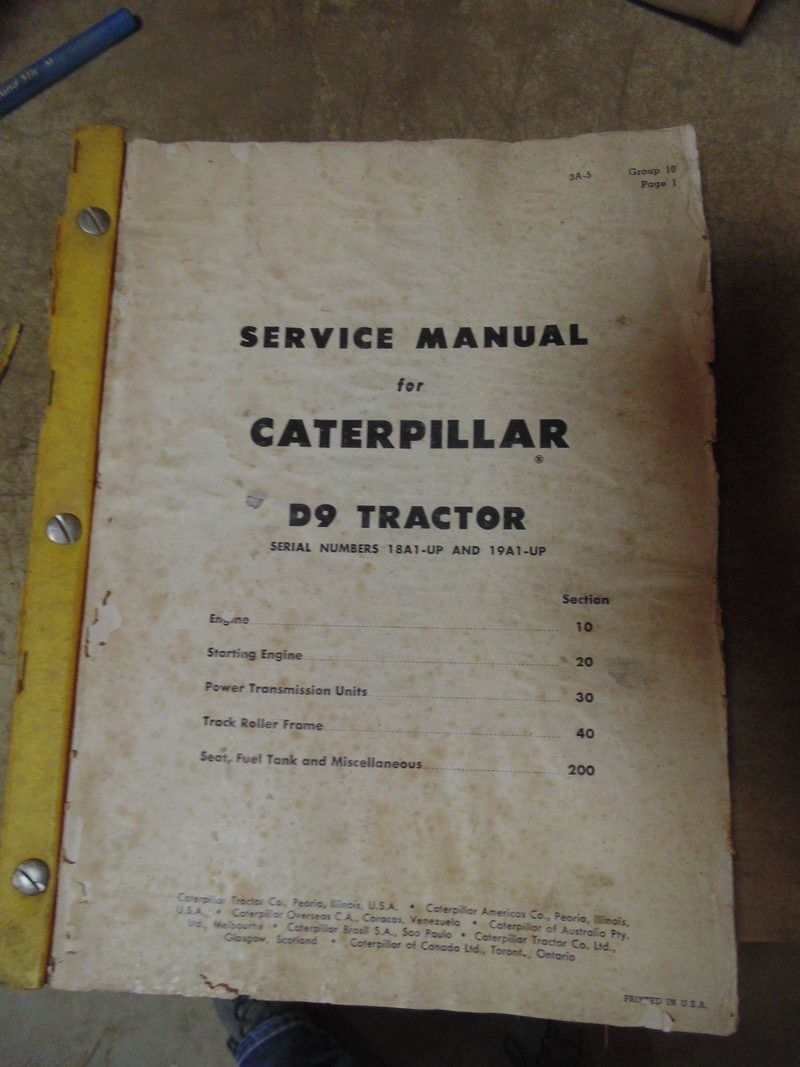 3A-5 Group 10
Page 1
SERVICE MANUAL
for
CATERPILLAR
®
D9 TRACTOR
SERIAL NUMBERS 18A1-UP AND 19A1-UP
Section
Engine 10
Starting Engine 20
Power Transmission Units 30
Track Roller Frame 40
Seat, Fuel Tank and Miscellaneous 200
Caterpillar Tractor Co., Peoria, Illinois, U.S.A. • Caterpillar Americas Co., Peoria, Illinois,
U.S.A. • Caterpillar Overseas C.A., Caracas, Venezuela • Caterpillar of Australia Pty.
Ltd., Melbourne • Caterpillar Brasil S.A., Sao Paulo • Caterpillar Tractor Co. Ltd.,
Glasgow, Scotland • Caterpillar of Canada Ltd., Toronto, Ontario
PRINTED IN U.S.A.